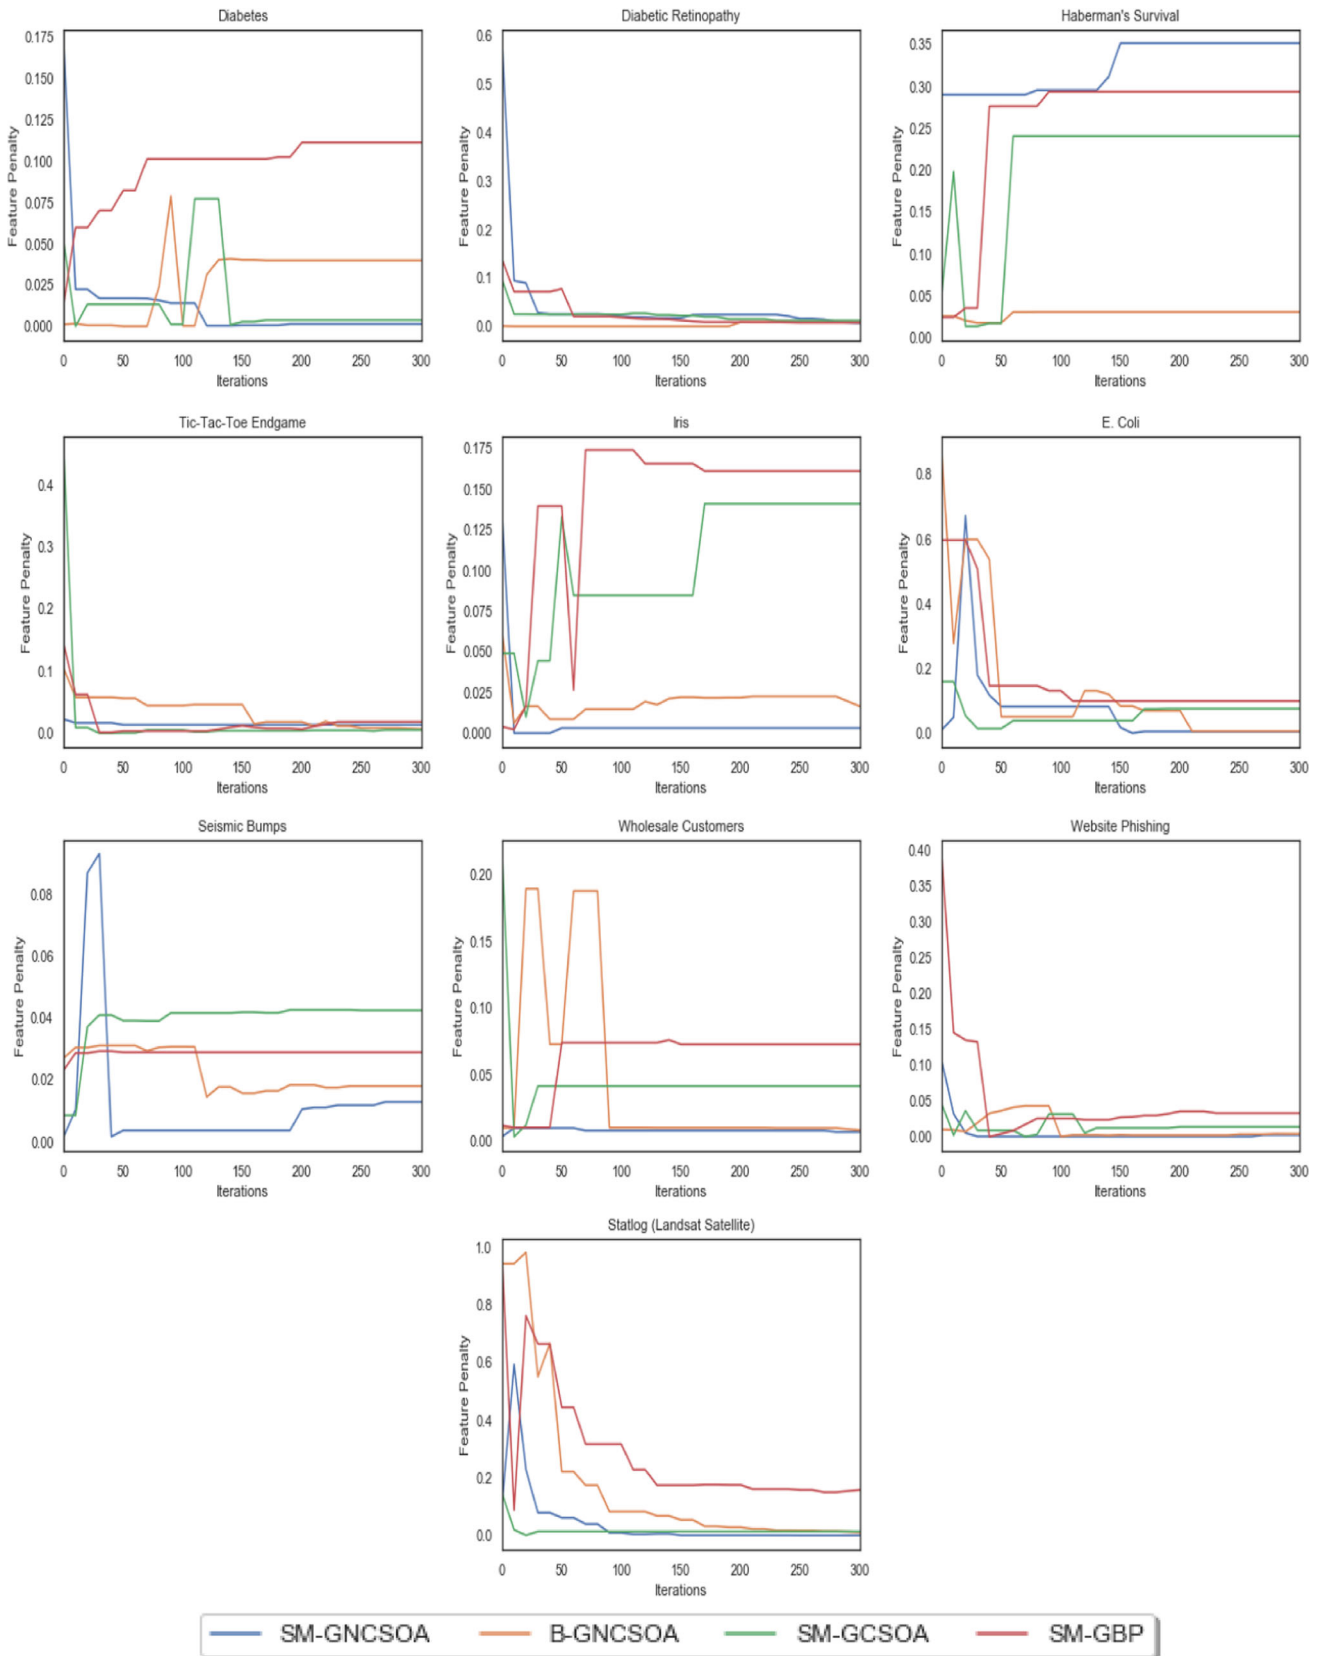 Diabetes
0.175
0.150
0.125
0.100
0.075
0.050
0.025
0.000
Feature Penalty
0 50 100 150 200 250 300
Iterations
Diabetic Retinopathy
0.6
0.5
0.4
0.3
0.2
0.1
0.0
Feature Penalty
0 50 100 150 200 250 300
Iterations
Haberman's Survival
0.35
0.30
0.25
0.20
0.15
0.10
0.05
0.00
Feature Penalty
0 50 100 150 200 250 300
Iterations
Tic-Tac-Toe Endgame
0.4
0.3
0.2
0.1
0.0
Feature Penalty
0 50 100 150 200 250 300
Iterations
Iris
0.175
0.150
0.125
0.100
0.075
0.050
0.025
0.000
Feature Penalty
0 50 100 150 200 250 300
Iterations
E. Coli
0.8
0.6
0.4
0.2
0.0
Feature Penalty
0 50 100 150 200 250 300
Iterations
Seismic Bumps
0.08
0.06
0.04
0.02
0.00
Feature Penalty
0 50 100 150 200 250 300
Iterations
Wholesale Customers
0.20
0.15
0.10
0.05
0.00
Feature Penalty
0 50 100 150 200 250 300
Iterations
Website Phishing
0.40
0.35
0.30
0.25
0.20
0.15
0.10
0.05
0.00
Feature Penalty
0 50 100 150 200 250 300
Iterations
Statlog (Landsat Satellite)
1.0
0.8
0.6
0.4
0.2
0.0
Feature Penalty
0 50 100 150 200 250 300
Iterations
SM-GNCSOA B-GNCSOA SM-GCSOA SM-GBP